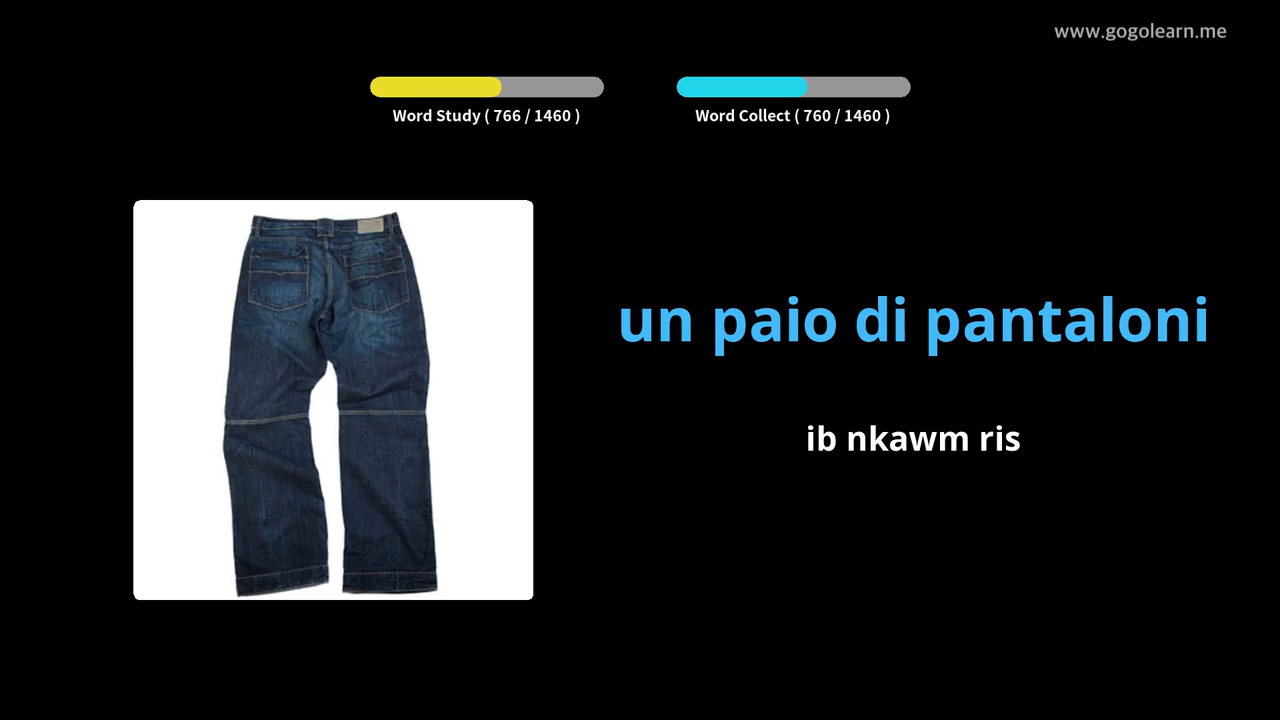 www.gogolearn.me
Word Study ( 766 / 1460 )
Word Collect ( 760 / 1460 )
un paio di pantaloni
ib nkawm ris